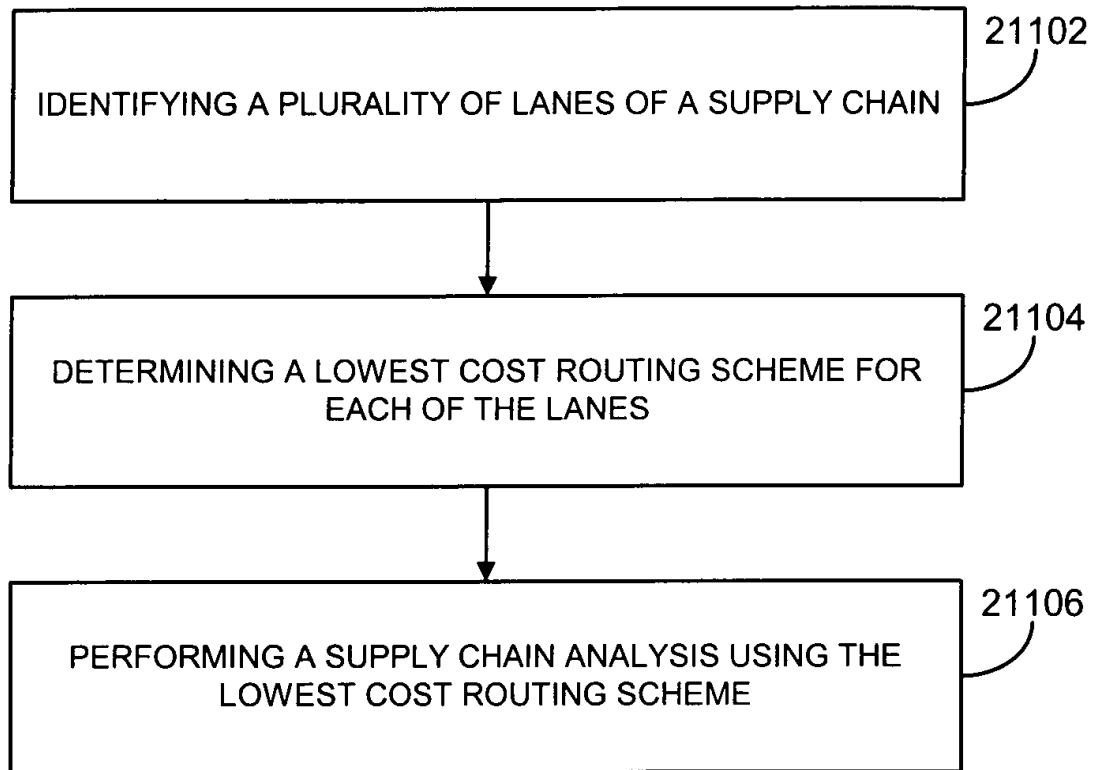 21102
IDENTIFYING A PLURALITY OF LANES OF A SUPPLY CHAIN
21104
DETERMINING A LOWEST COST ROUTING SCHEME FOR
EACH OF THE LANES
21106
PERFORMING A SUPPLY CHAIN ANALYSIS USING THE
LOWEST COST ROUTING SCHEME